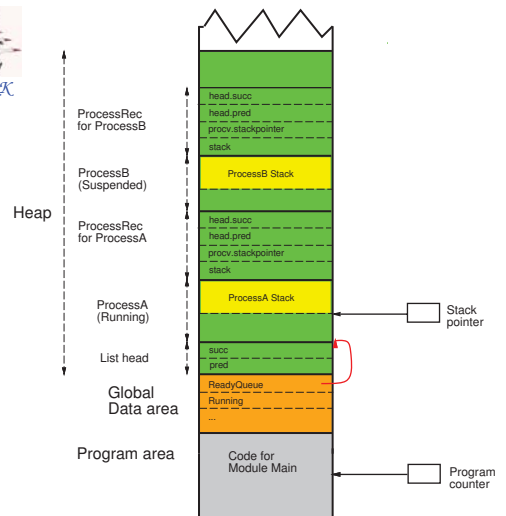 K
head.succ
head.pred
procv.stackpointer
stack
ProcessRec
for ProcessB
ProcessB Stack
ProcessB
(Suspended)
Heap
head.succ
head.pred
procv.stackpointer
stack
ProcessRec
for ProcessA
ProcessA Stack
ProcessA
(Running)
Stack
pointer
List head
succ
pred
Global
Data area
ReadyQueue
Running
...
Program area
Code for
Module Main
Program
counter